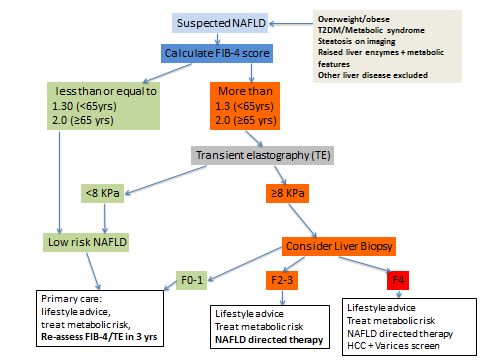 Suspected NAFLD
Overweight/obese
T2DM/Metabolic syndrome
Steatosis on imaging
Raised liver enzymes + metabolic
features
Other liver disease excluded
Calculate FIB-4 score
less than or equal to
1.30 (<65yrs)
2.0 (≥65 yrs)
More than
1.3 (<65yrs)
2.0 (≥65 yrs)
Transient elastography (TE)
<8 KPa
≥8 KPa
Low risk NAFLD
Consider Liver Biopsy
F0-1
F2-3
F4
Primary care:
lifestyle advice,
treat metabolic risk,
Re-assess FIB-4/TE in 3 yrs
Lifestyle advice
Treat metabolic risk
NAFLD directed therapy
Lifestyle advice
Treat metabolic risk
NAFLD directed therapy
HCC + Varices screen